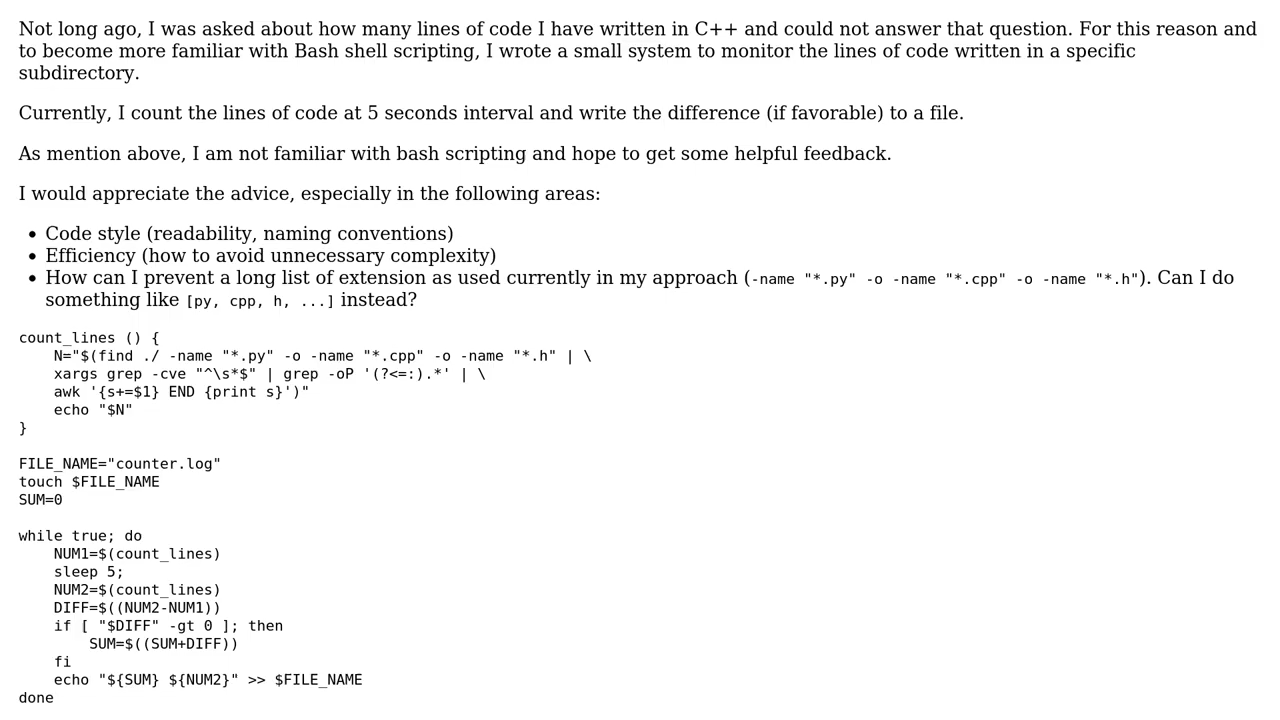 Not long ago, I was asked about how many lines of code I have written in C++ and could not answer that question. For this reason and
to become more familiar with Bash shell scripting, I wrote a small system to monitor the lines of code written in a specific
subdirectory.
Currently, I count the lines of code at 5 seconds interval and write the difference (if favorable) to a file.
As mention above, I am not familiar with bash scripting and hope to get some helpful feedback.
I would appreciate the advice, especially in the following areas:
• Code style (readability, naming conventions)
• Efficiency (how to avoid unnecessary complexity)
• How can I prevent a long list of extension as used currently in my approach (-name "*.py" -o -name "*.cpp" -o -name "*.h"). Can I do
something like [py, cpp, h, ...] instead?
count_lines () {
    N="$(find ./ -name "*.py" -o -name "*.cpp" -o -name "*.h" | \
    xargs grep -cve "^\s*$" | grep -oP '(?<=:).*' | \
    awk '{s+=$1} END {print s}')"
    echo "$N"
}
FILE_NAME="counter.log"
touch $FILE_NAME
SUM=0
while true; do
    NUM1=$(count_lines)
    sleep 5;
    NUM2=$(count_lines)
    DIFF=$((NUM2-NUM1))
    if [ "$DIFF" -gt 0 ]; then
        SUM=$((SUM+DIFF))
    fi
    echo "${SUM} ${NUM2}" >> $FILE_NAME
done